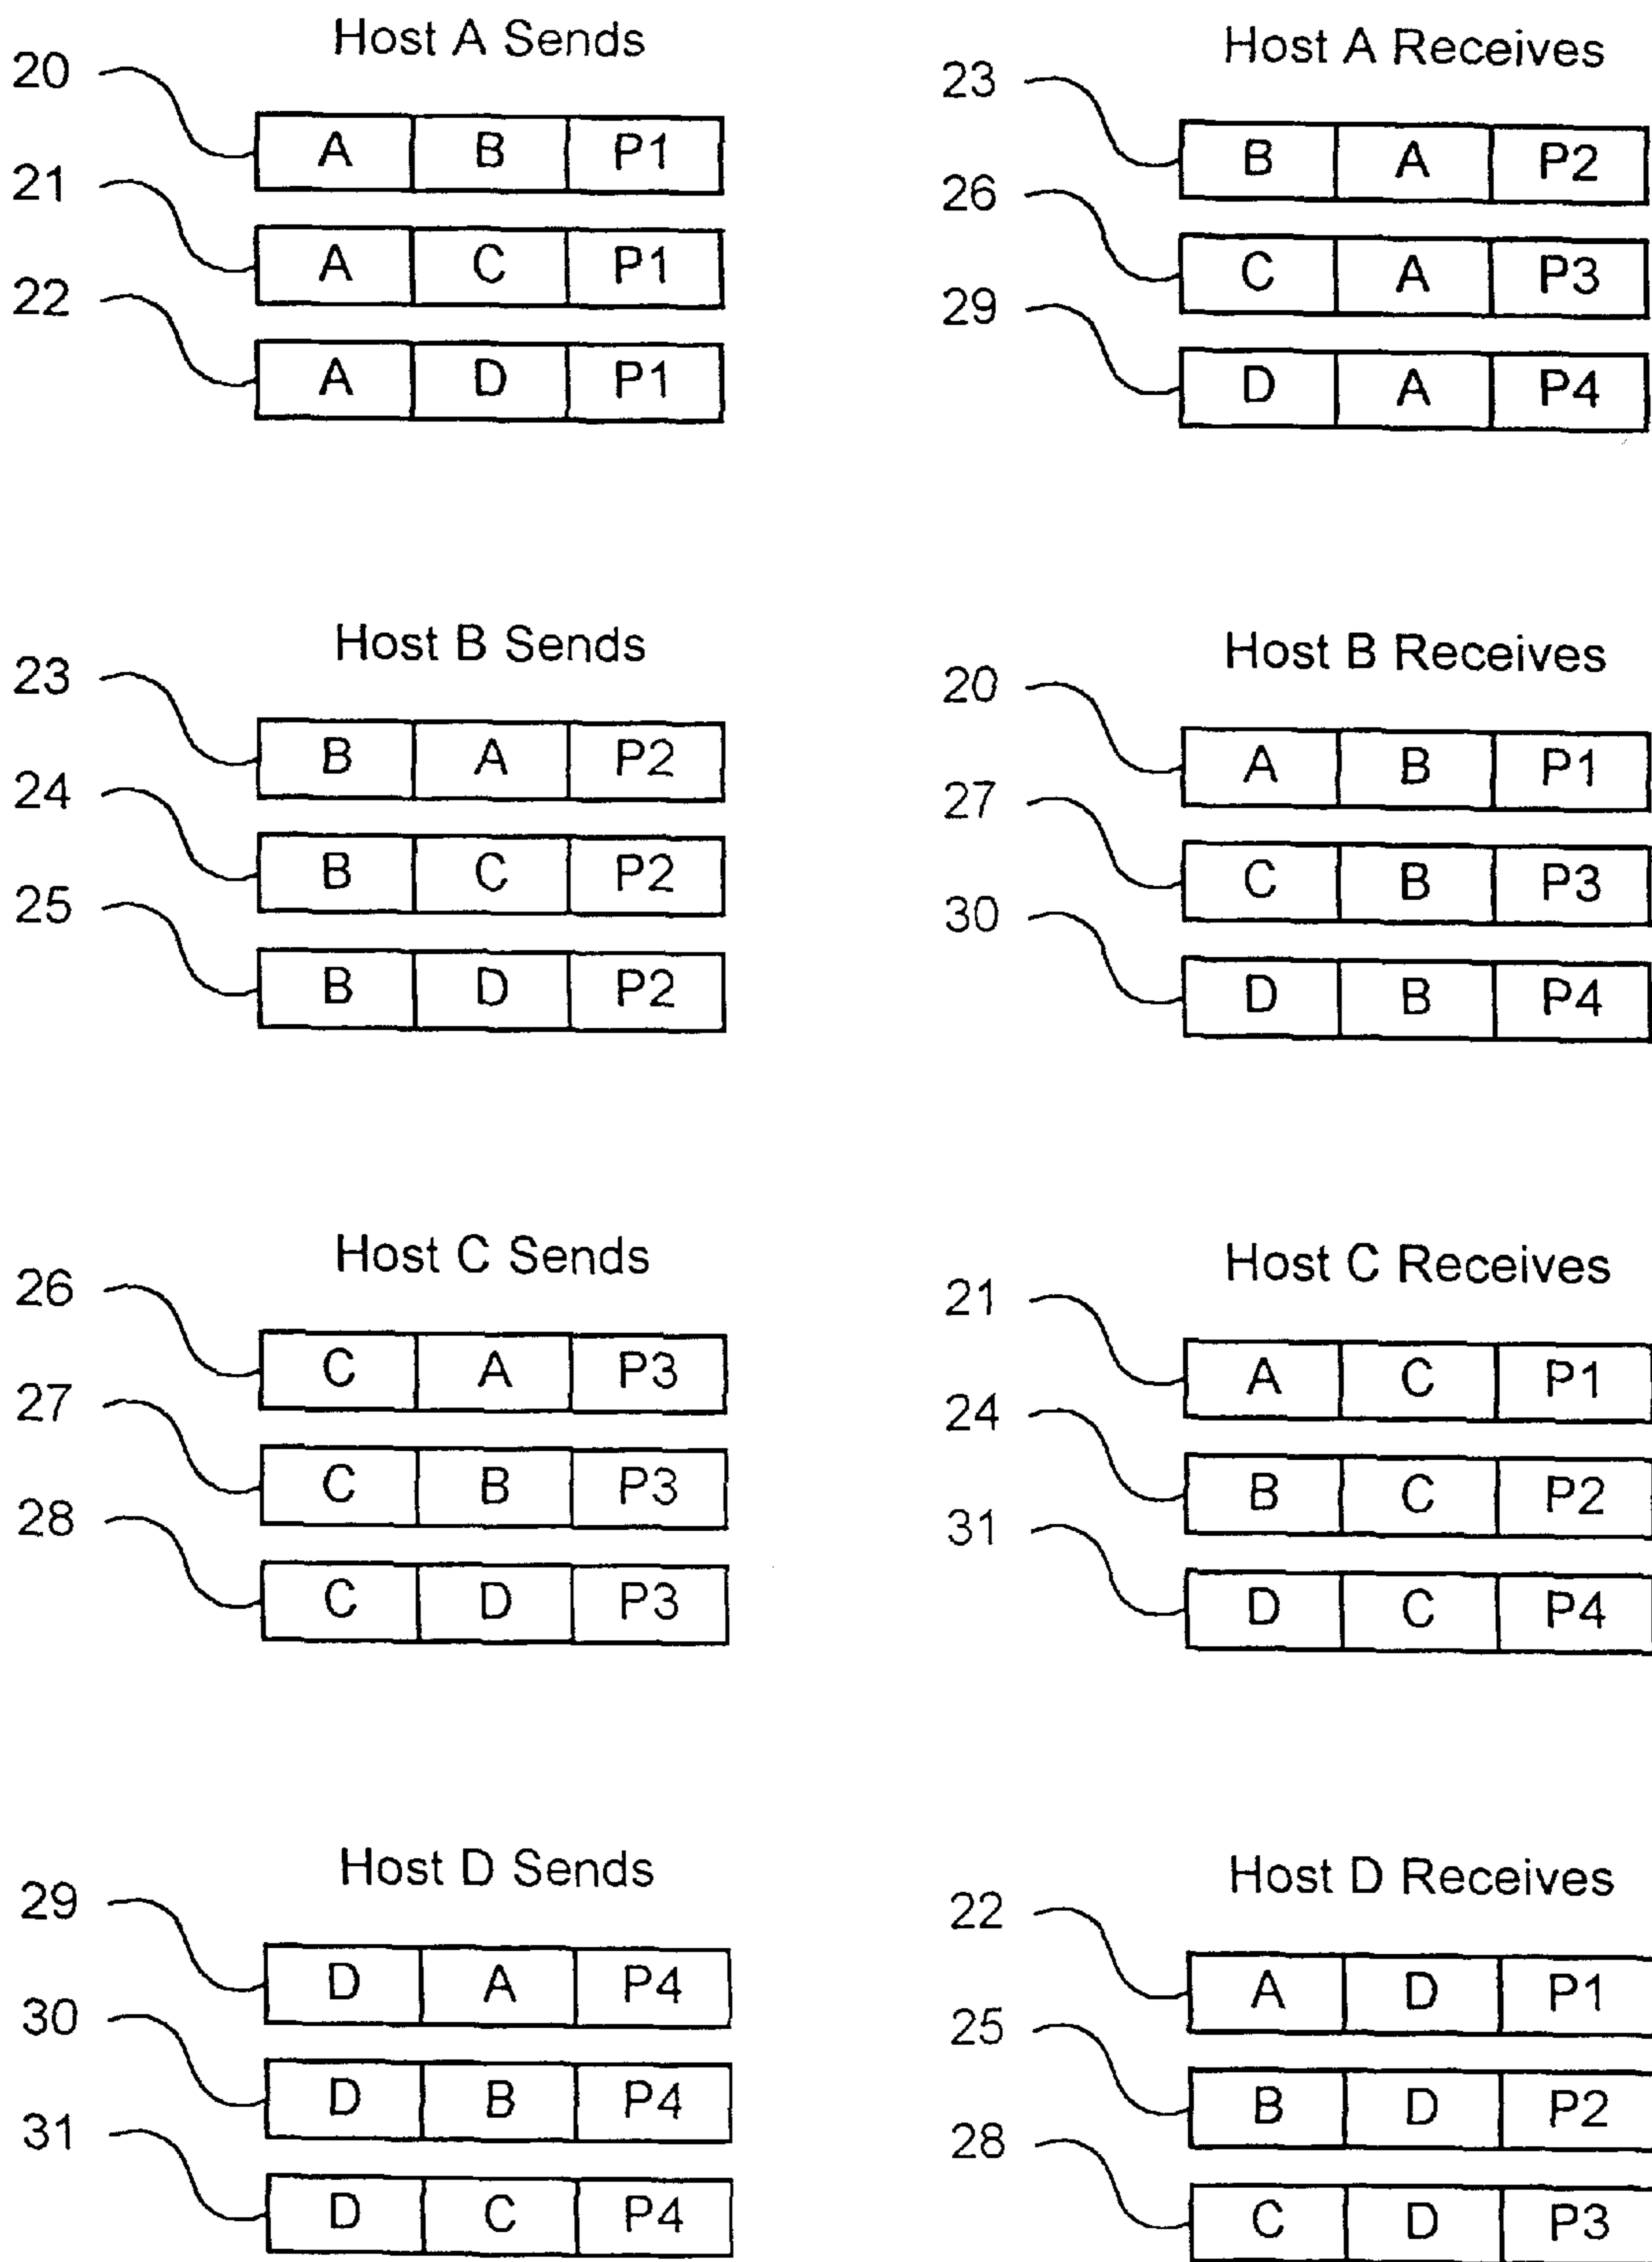 Host A Sends
20 A B P1
21 A C P1
22 A D P1
Host A Receives
23 B A P2
26 C A P3
29 D A P4
Host B Sends
23 B A P2
24 B C P2
25 B D P2
Host B Receives
20 A B P1
27 C B P3
30 D B P4
Host C Sends
26 C A P3
27 C B P3
28 C D P3
Host C Receives
21 A C P1
24 B C P2
31 D C P4
Host D Sends
29 D A P4
30 D B P4
31 D C P4
Host D Receives
22 A D P1
25 B D P2
28 C D P3